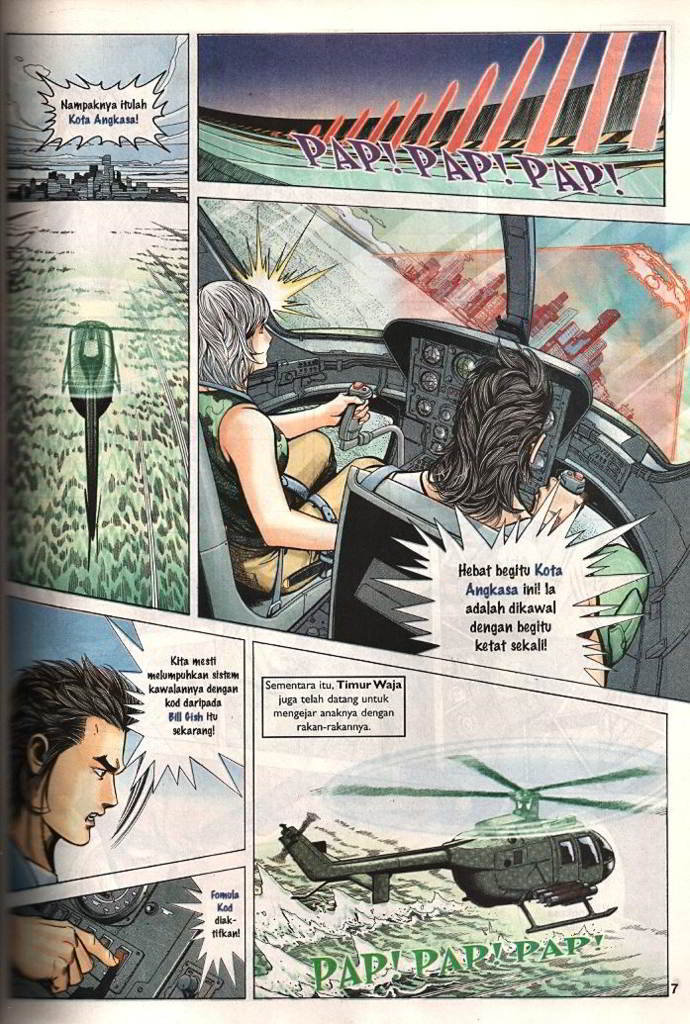 Nampaknya itulah
Kota Angkasa!
PAP! PAP! PAP!
Hebat begitu Kota
Angkasa ini! Ia
adalah dikawal
dengan begitu
ketat sekali!
Kita mesti
melumpuhkan sistem
kawalannya dengan
kod daripada
Bill Gish itu
sekarang!
Fomula
Kod
diak-
tifkan!
Sementara itu, Timur Waja
juga telah datang untuk
mengejar anaknya dengan
rakan-rakannya.
PAP! PAP! PAP!
7